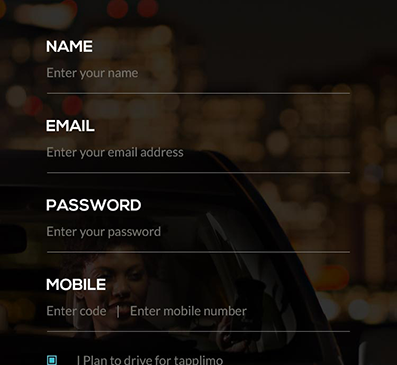 NAME
Enter your name
EMAIL
Enter your email address
PASSWORD
Enter your password
MOBILE
Enter code | Enter mobile number
I Plan to drive for tapplimo